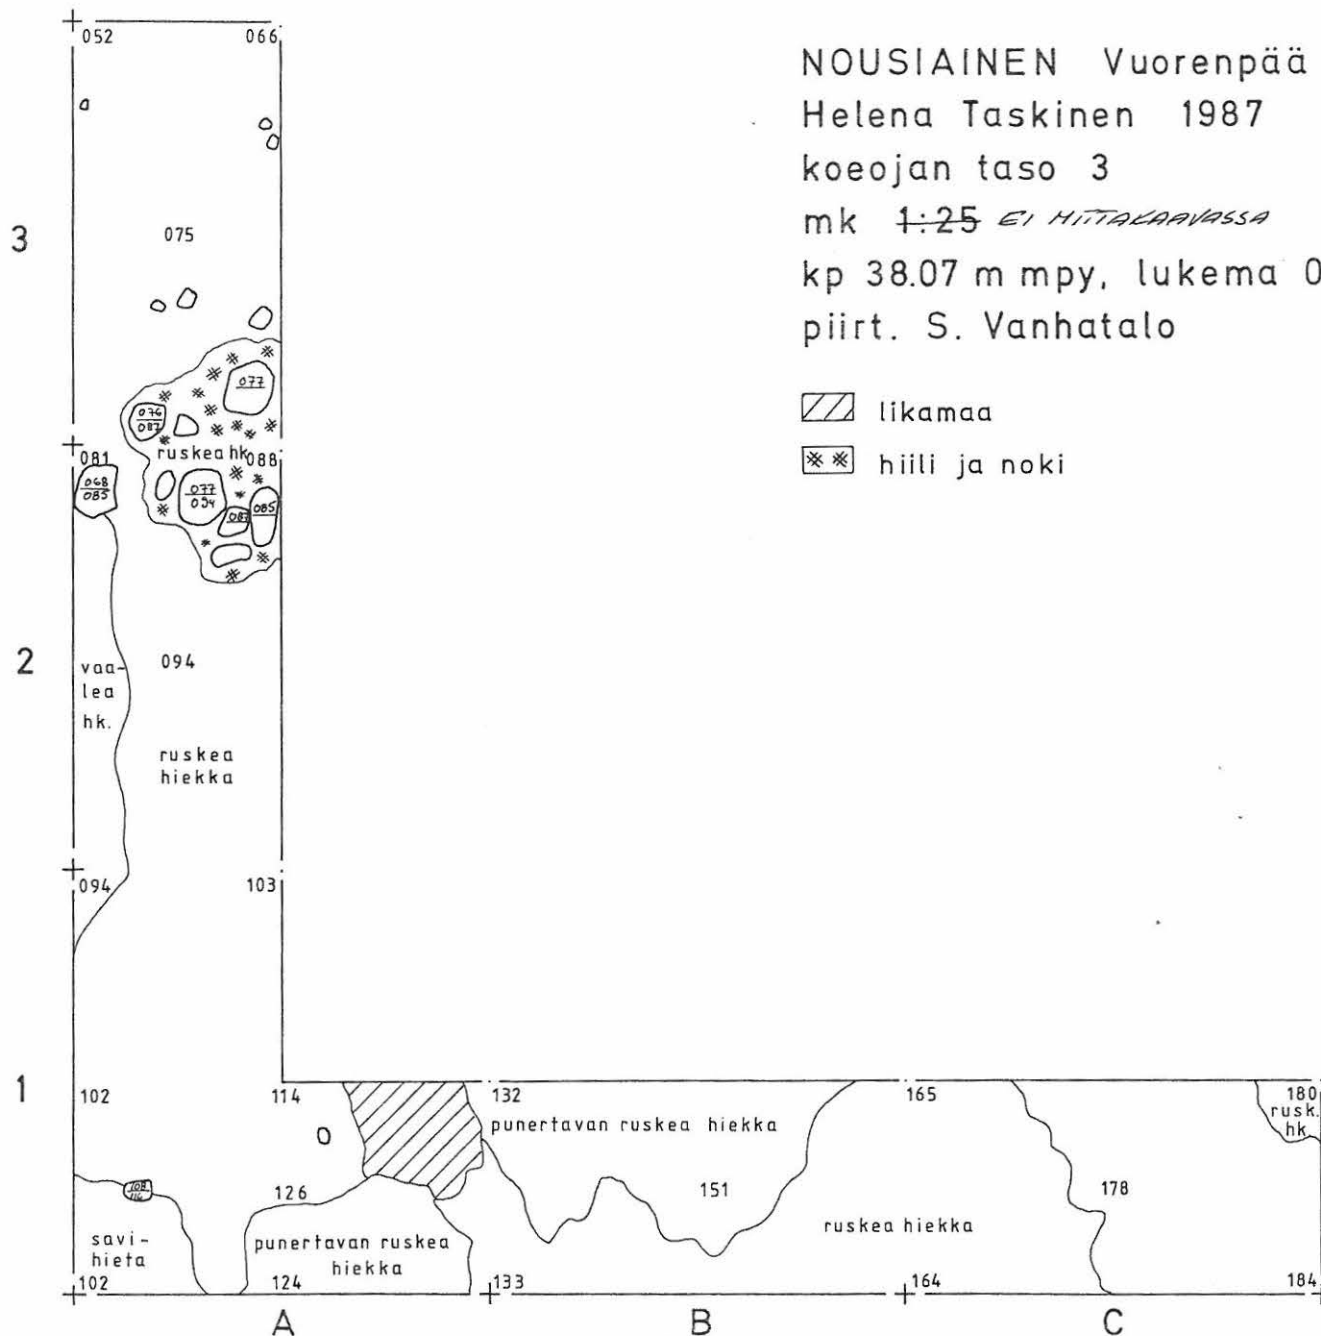 NOUSIAINEN Vuorenpää
Helena Taskinen 1987
koeojan taso 3
mk 1:25 EI MITTAKAAVASSA
kp 38.07 m mpy, lukema 0
piirt. S. Vanhatalo
likamaa
hiili ja noki
052 066
3
075
077
076
087
ruskea hk
081 088
068
085
077
094
087
085
2
vaa-
lea
hk.
094
ruskea
hiekka
094 103
1
102 114 132 165 180
punertavan ruskea hiekka
rusk.
hk
108
116
126 151 178
savi-
hieta
punertavan ruskea
hiekka
ruskea hiekka
102 124 133 164 184
A B C